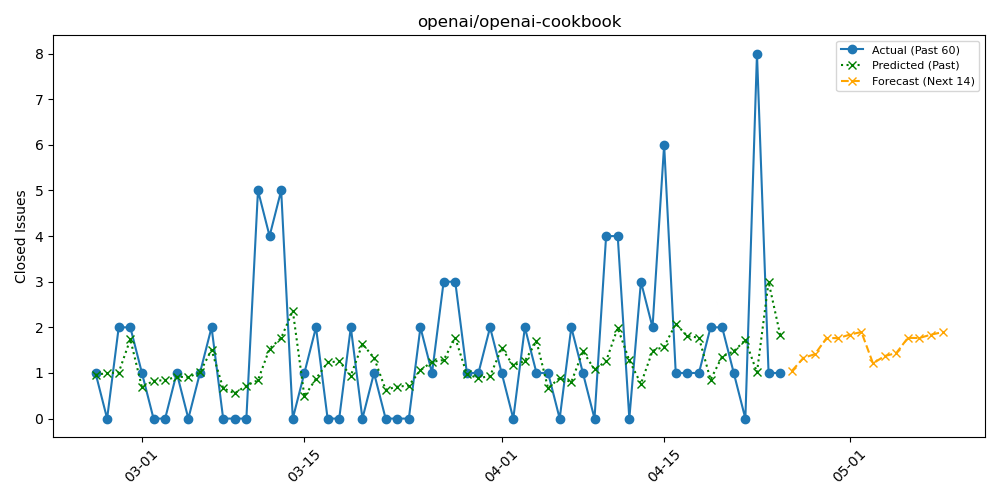 openai/openai-cookbook
Closed Issues
8
7
6
5
4
3
2
1
0
Actual (Past 60)
Predicted (Past)
Forecast (Next 14)
03-01
03-15
04-01
04-15
05-01